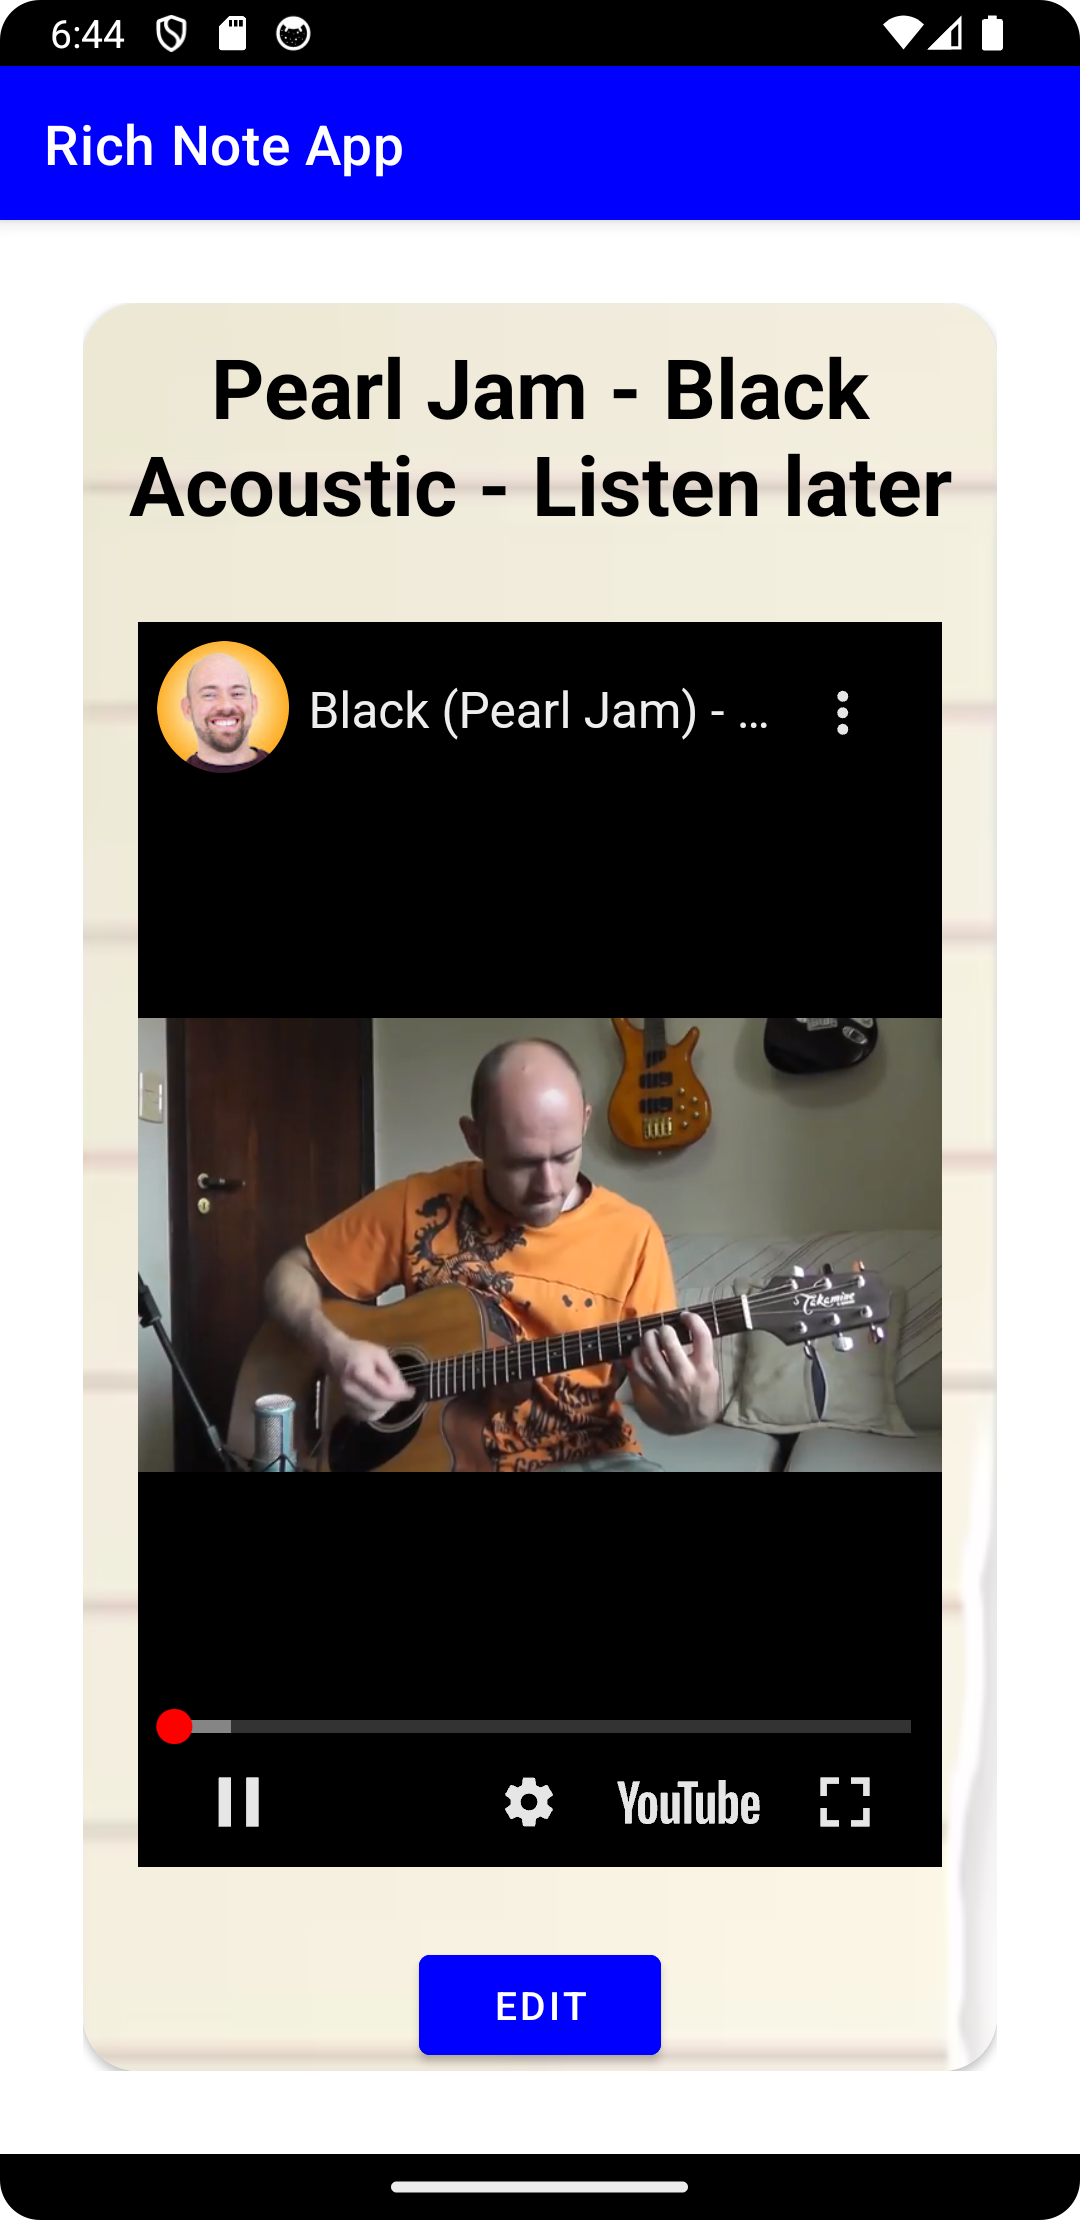 6:44
Rich Note App
Pearl Jam - Black
Acoustic - Listen later
Black (Pearl Jam) - ...
Takamine
YouTube
EDIT